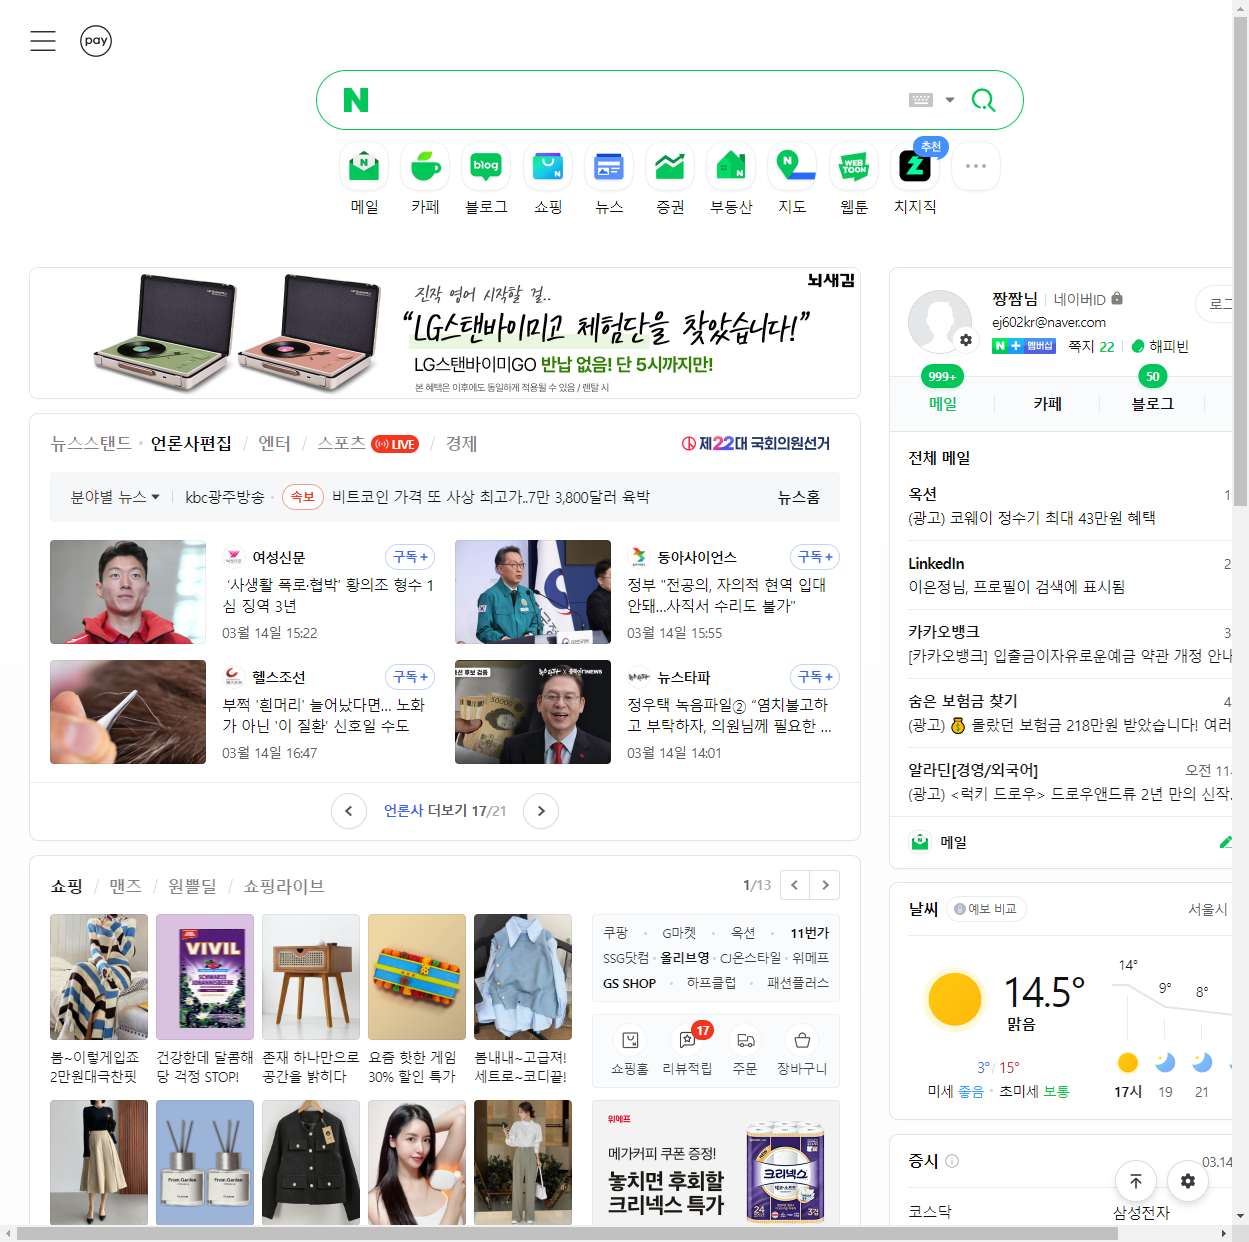 pay
N
추천
메일
카페
블로그
쇼핑
뉴스
증권
부동산
지도
웹툰
치지직
뇌새김
진작 영어 시작할 걸..
“LG스탠바이미고 체험단을 찾았습니다!”
LG스탠바이미GO 반납 없음! 단 5시까지만!
본 혜택은 이후에도 동일하게 적용될 수 있음 / 렌탈 시
짱짬님 네이버ID
로그
ej602kr@naver.com
N + 멤버십 쪽지 22 해피빈
999+
50
메일 카페 블로그
뉴스스탠드 · 언론사편집 / 엔터 / 스포츠 LIVE / 경제
제22대 국회의원선거
분야별 뉴스 kbc광주방송 속보 비트코인 가격 또 사상 최고가..7만 3,800달러 육박 뉴스홈
여성신문 구독+
'사생활 폭로·협박' 황의조 형수 1
심 징역 3년
03월 14일 15:22
동아사이언스 구독+
정부 "전공의, 자의적 현역 입대
안돼…사직서 수리도 불가"
03월 14일 15:55
헬스조선 구독+
부쩍 '흰머리' 늘어났다면… 노화
가 아닌 '이 질환' 신호일 수도
03월 14일 16:47
뉴스타파 구독+
정우택 녹음파일② “염치불고하
고 부탁하자, 의원님께 필요한 ...
03월 14일 14:01
언론사 더보기 17/21
전체 메일
옥션 1
(광고) 코웨이 정수기 최대 43만원 혜택
LinkedIn 2
이은정님, 프로필이 검색에 표시됨
카카오뱅크 3
[카카오뱅크] 입출금이자유로운예금 약관 개정 안내
숨은 보험금 찾기 4
(광고) 💰 몰랐던 보험금 218만원 받았습니다! 여러
알라딘[경영/외국어] 오전 11
(광고) <럭키 드로우> 드로우앤드류 2년 만의 신작
메일
쇼핑 / 맨즈 / 원쁠딜 / 쇼핑라이브
1/13
VIVIL
SCHWARZE
JOHANNISBEERE
봄~이렇게입죠
2만원대극찬핏
건강한데 달콤해
당 걱정 STOP!
존재 하나만으로
공간을 밝히다
요즘 핫한 게임
30% 할인 특가
봄내내~고급져!
세트로~코디끝!
쿠팡 · G마켓 · 옥션 · 11번가
SSG닷컴 · 올리브영 · CJ온스타일 · 위메프
GS SHOP · 하프클럽 · 패션플러스
17
쇼핑홈 리뷰적립 주문 장바구니
From Garden
From Garden
위메프
메가커피 쿠폰 증정!
놓치면 후회할
크리넥스 특가
크리넥스
24
3겹
날씨 예보 비교 서울시
14.5°
맑음
3° / 15°
미세 좋음 · 초미세 보통
14°
9°
8°
17시 19 21
증시 03.14
코스닥 삼성전자